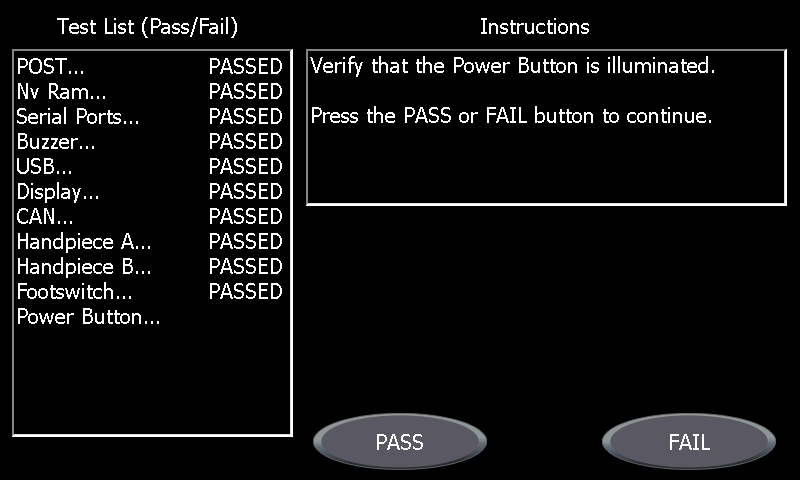 Test List (Pass/Fail)
POST... PASSED
Nv Ram... PASSED
Serial Ports... PASSED
Buzzer... PASSED
USB... PASSED
Display... PASSED
CAN... PASSED
Handpiece A... PASSED
Handpiece B... PASSED
Footswitch... PASSED
Power Button...
Instructions
Verify that the Power Button is illuminated.
Press the PASS or FAIL button to continue.
PASS
FAIL